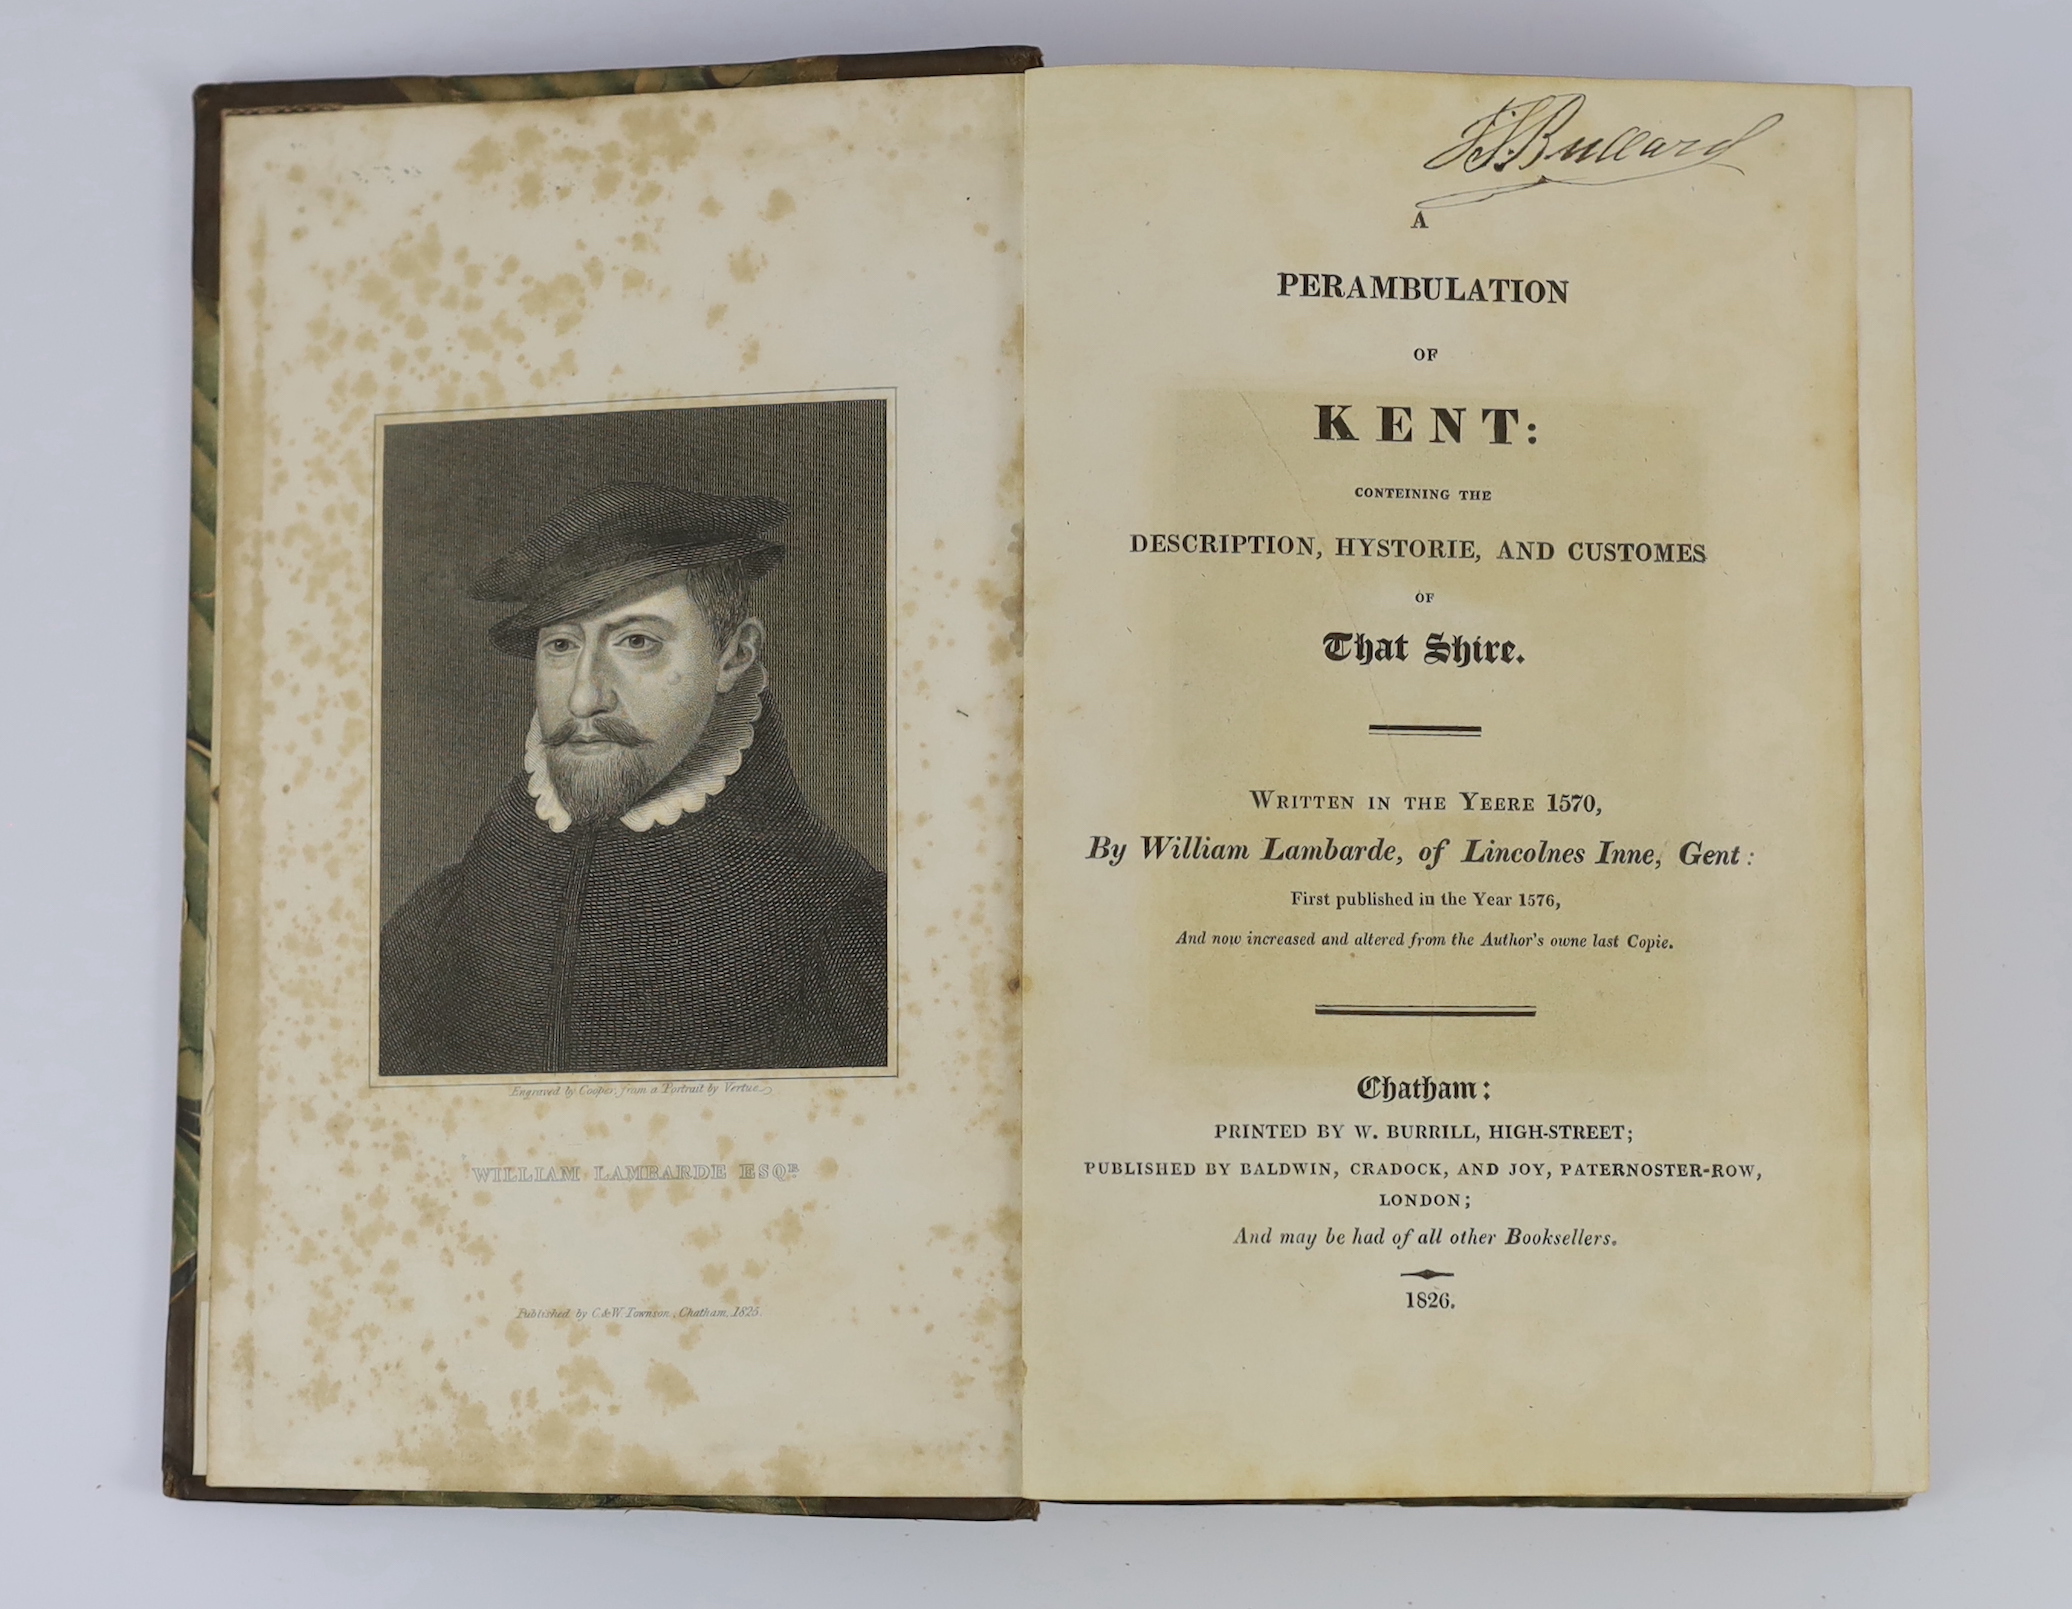 Engraved by Cooper, from a Portrait by Vertue
WILLIAM LAMBARDE ESQR
Published by C & W Townson, Chatham, 1825.
Bullard
A
PERAMBULATION
OF
KENT:
CONTEINING THE
DESCRIPTION, HYSTORIE, AND CUSTOMES
OF
That Shire.
WRITTEN IN THE YEERE 1570,
By William Lambarde, of Lincolnes Inne, Gent:
First published in the Year 1576,
And now increased and altered from the Author's owne last Copie.
Chatham:
PRINTED BY W. BURRILL, HIGH-STREET;
PUBLISHED BY BALDWIN, CRADOCK, AND JOY, PATERNOSTER-ROW,
LONDON;
And may be had of all other Booksellers.
1826.